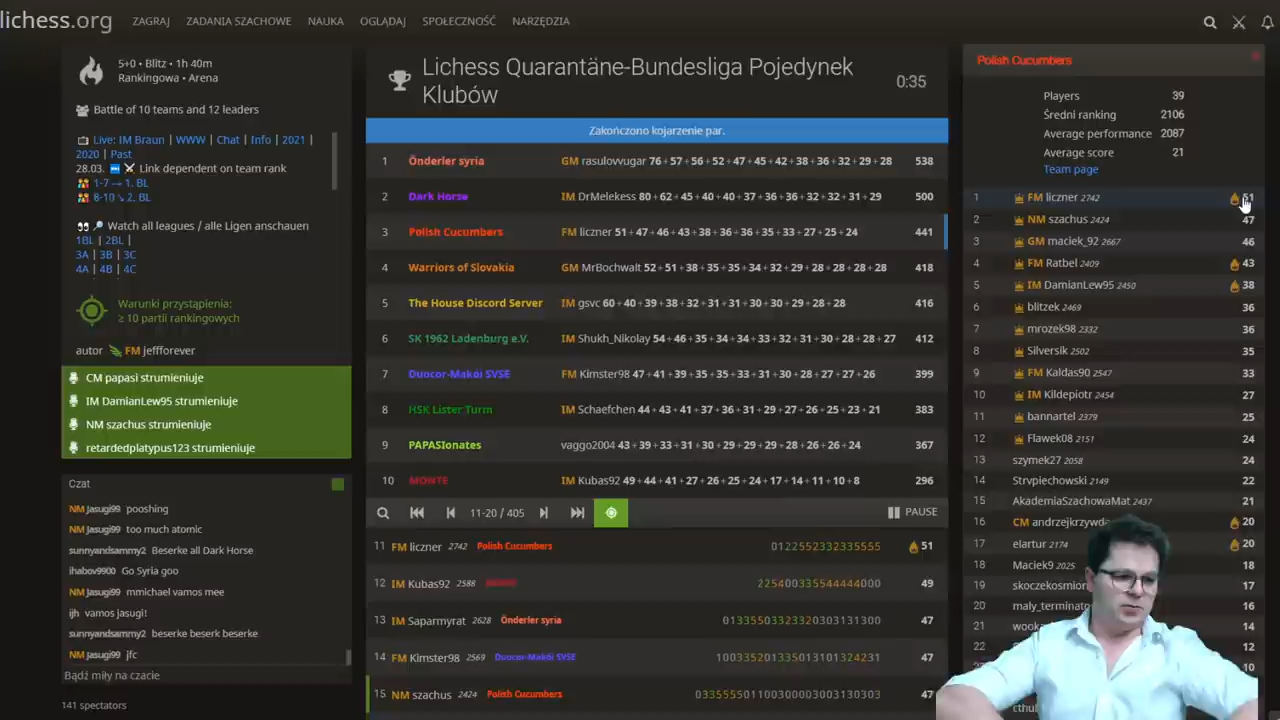 lichess.org ZAGRAJ ZADANIA SZACHOWE NAUKA OGLĄDAJ SPOŁECZNOŚĆ NARZĘDZIA
5+0 • Blitz • 1h 40m
Rankingowa • Arena
Battle of 10 teams and 12 leaders
Live: IM Braun | WWW | Chat | Info | 2021 |
2020 | Past
28.03. Link dependent on team rank
1-7 → 1. BL
8-10 ↘ 2. BL
Watch all leagues / alle Ligen anschauen
1BL | 2BL |
3A | 3B | 3C
4A | 4B | 4C
Warunki przystąpienia:
≥ 10 partii rankingowych
autor FM jeffforever
CM papasi strumieniuje
IM DamianLew95 strumieniuje
NM szachus strumieniuje
retardedplatypus123 strumieniuje
Czat
NM Jasugi99 pooshing
NM Jasugi99 too much atomic
sunnyandsammy2 Beserke all Dark Horse
ihabov9900 Go Syria goo
NM Jasugi99 mmichael vamos mee
ijh vamos jasugi!
sunnyandsammy2 beserke beserk beserke
NM Jasugi99 jfc
Bądź miły na czacie
141 spectators
Lichess Quarantäne-Bundesliga Pojedynek
Klubów
0:35
Zakończono kojarzenie par.
1 Önderler syria GM rasulovvugar 76+57+56+52+47+45+42+38+36+32+29+28 538
2 Dark Horse IM DrMelekess 80+62+45+40+40+37+36+36+32+32+31+29 500
3 Polish Cucumbers FM liczner 51+47+46+43+38+36+36+35+33+27+25+24 441
4 Warriors of Slovakia GM MrBochwalt 52+51+38+35+35+34+32+29+28+28+28+28 418
5 The House Discord Server IM gsvc 60+40+39+38+32+31+31+30+30+29+28+28 416
6 SK 1962 Ladenburg e.V. IM Shukh_Nikolay 54+46+35+34+34+33+32+31+30+28+28+27 412
7 Duocor-Makói SVSE FM Kimster98 47+41+39+35+35+33+31+30+28+27+27+26 399
8 HSK Lister Turm IM Schaefchen 44+43+41+37+36+31+29+27+26+25+23+21 383
9 PAPASIonates vaggo2004 43+39+33+31+30+29+29+29+28+26+26+24 367
10 MONTE IM Kubas92 49+44+41+27+26+25+24+17+14+11+10+8 296
11-20 / 405 PAUSE
11 FM liczner 2742 Polish Cucumbers 0122552332335555 51
12 IM Kubas92 2588 MONTE 225400335544444000 49
13 IM Saparmyrat 2628 Önderler syria 0133550332332030313​1300 47
14 FM Kimster98 2569 Duocor-Makói SVSE 1003352013350131013​24231 47
15 NM szachus 2424 Polish Cucumbers 03355550110030000300313​0303 47
Polish Cucumbers
Players 39
Średni ranking 2106
Average performance 2087
Average score 21
Team page
1 FM liczner 2742 51
2 NM szachus 2424 47
3 GM maciek_92 2667 46
4 FM Ratbel 2409 43
5 IM DamianLew95 2450 38
6 blitzek 2469 36
7 mrozek98 2332 36
8 Silversik 2502 35
9 FM Kaldas90 2547 33
10 IM Kildepiotr 2454 27
11 bannartel 2379 25
12 Flawek08 2151 24
13 szymek27 2058 24
14 Strvpiechowski 2149 22
15 AkademiaSzachowaMat 2437 21
16 CM andrzejkrzywda 20
17 elartur 2174 20
18 Maciek9 2025 18
19 skoczekosmion 17
20 maly_terminato 16
21 14
22 12
10